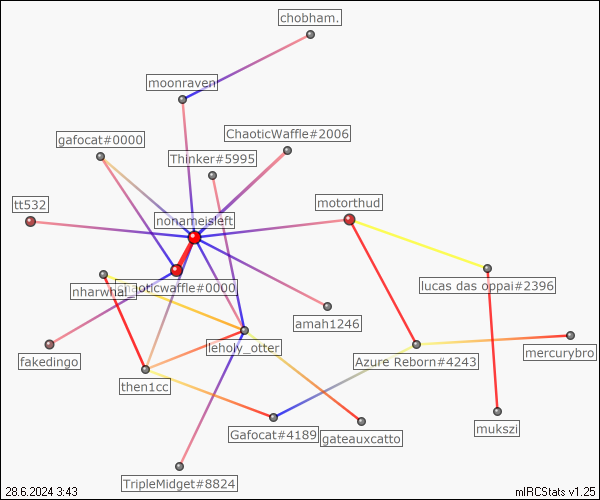 chobham.
moonraven
gafocat#0000
ChaoticWaffle#2006
Thinker#5995
tt532
motorthud
nonameisleft
nharwhal_
chaoticwaffle#0000
lucas das oppai#2396
amah1246
fakedingo
leholy_otter
Azure Reborn#4243
mercurybro
then1cc
Gafocat#4189
gateauxcatto
mukszi
TripleMidget#8824
28.6.2024 3:43
mIRCStats v1.25